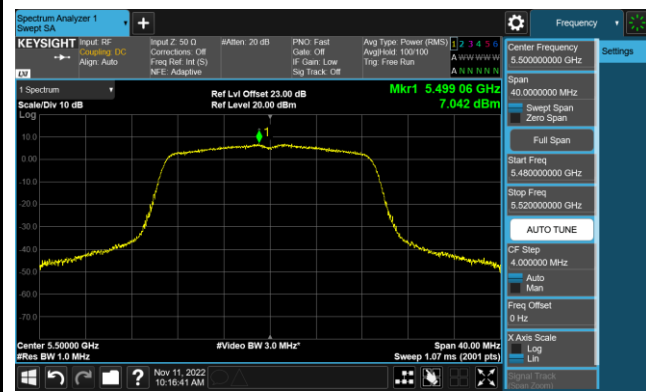 Spectrum Analyzer 1
Swept SA
+
Frequency
KEYSIGHT
Input: RF
Coupling: DC
Align: Auto
Input Z: 50 Ω
Corrections: Off
Freq Ref: Int (S)
NFE: Adaptive
#Atten: 20 dB
PNO: Fast
Gate: Off
IF Gain: Low
Sig Track: Off
Avg Type: Power (RMS)
Avg|Hold: 100/100
Trig: Free Run
1 2 3 4 5 6
A W W W W W
A N N N N N
LXI
1 Spectrum
Scale/Div 10 dB
Log
Ref Lvl Offset 23.00 dB
Ref Level 20.00 dBm
Mkr1 5.499 06 GHz
7.042 dBm
1
10.0
0.00
-10.0
-20.0
-30.0
-40.0
-50.0
-60.0
-70.0
Center 5.50000 GHz
#Res BW 1.0 MHz
#Video BW 3.0 MHz*
Span 40.00 MHz
Sweep 1.07 ms (2001 pts)
Nov 11, 2022
10:16:41 AM
?
Center Frequency
5.500000000 GHz
Span
40.0000000 MHz
Swept Span
Zero Span
Full Span
Start Freq
5.480000000 GHz
Stop Freq
5.520000000 GHz
AUTO TUNE
CF Step
4.000000 MHz
Auto
Man
Freq Offset
0 Hz
X Axis Scale
Log
Lin
Signal Track
(Span Zoom)
Settings